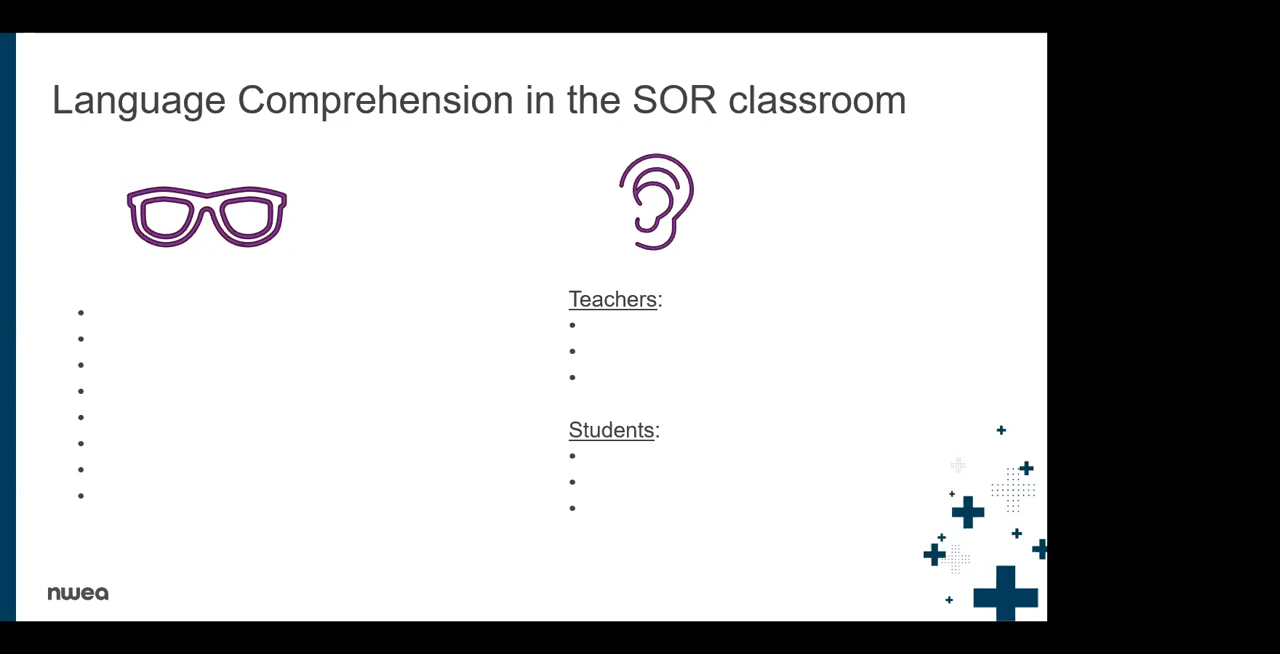 Language Comprehension in the SOR classroom
Teachers:
Students:
nwea